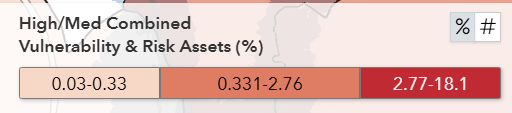 High/Med Combined
Vulnerability & Risk Assets (%)
% #
0.03-0.33 0.331-2.76 2.77-18.1